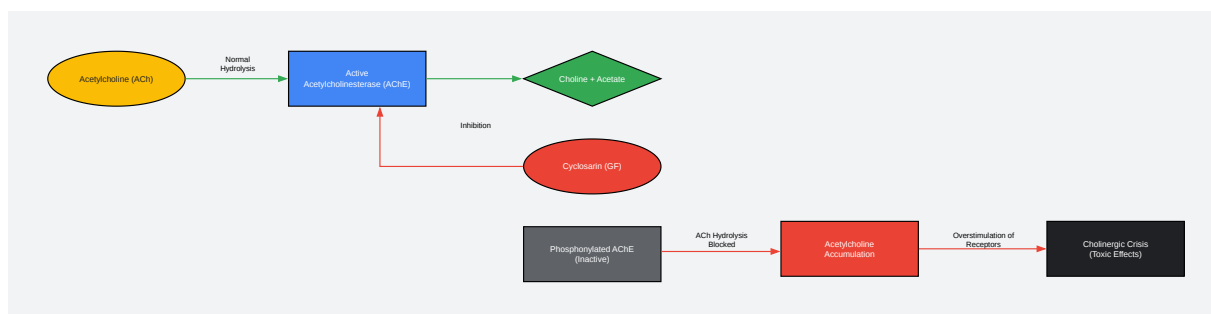 Acetylcholine (ACh)
Normal
Hydrolysis
Active
Acetylcholinesterase (AChE)
Choline + Acetate
Inhibition
Cyclosarin (GF)
Phosphonylated AChE
(Inactive)
ACh Hydrolysis
Blocked
Acetylcholine
Accumulation
Overstimulation of
Receptors
Cholinergic Crisis
(Toxic Effects)